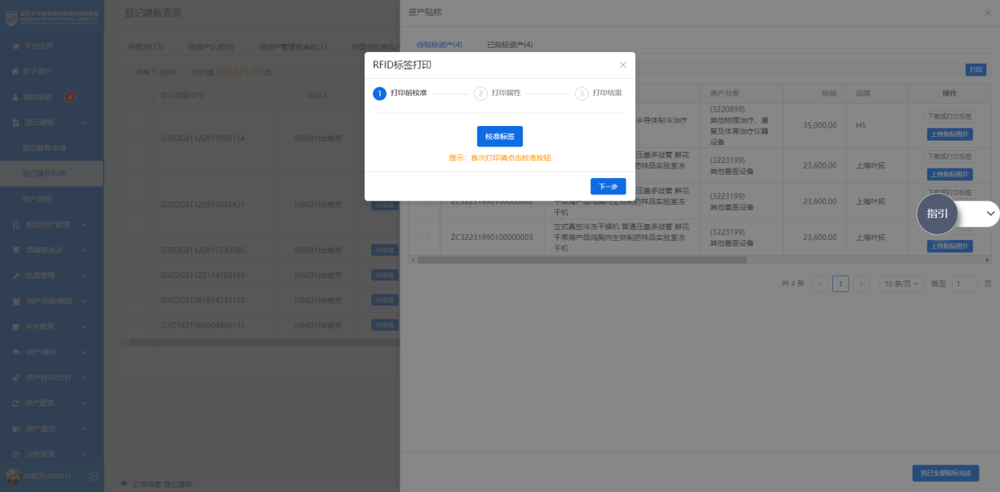 登记建账查询
资产贴标
平台主页
名下资产
我的审批 4
登记建账
登记建账申请
登记建账列表
资产领用
折旧资产管理
增减值变动
处置管理
资产交接/调拨
卡片管理
资产调剂
资产封存/启封
资产重置
资产盘点
分析报表
毕晓芳(06601)
待提交(13) 待资产认领(0) 待资产管理员审批(1) 待国资处审批(
共有 6 台/件 总价值 266,321.02 元
登记建账单号 申请人
DJJZ2021122917002154 (06601)毕晓芳
DJJZ2021122916035431 (06601)毕晓芳 待审批
DJJZ2021122815543985 (06601)毕晓芳 待审批
DJJZ2021122114182183 (06601)毕晓芳 待审批
DJJZ2021061614233170 (06601)毕晓芳 待审批
DJJZ1621566504856131 (06601)毕晓芳 待审批
公告消息 登记建账
待贴标资产(4) 已贴标资产(4)
打印
资产分类 价值 品牌 操作
半导体制冷治疗
(3220899)
其他物理治疗、康
复及体育治疗仪器
设备
35,000.00 HS
下载或打印标签
上传贴标照片
压盖多歧管 鲜花
药样品实验室冻
(3223199)
其他兽医设备
23,600.00 上海叶拓
下载或打印标签
上传贴标照片
ZC32231990100000002
压盖多歧管 鲜花
干果海产品鸡胸肉生物制药样品实验室冻
干机
(3223199)
其他兽医设备
23,600.00 上海叶拓
下载或打印标签
ZC32231990100000003
立式真空冷冻干燥机 普通压盖多歧管 鲜花
干果海产品鸡胸肉生物制药样品实验室冻
干机
(3223199)
其他兽医设备
23,600.00 上海叶拓
上传贴标照片
共 4 条 1 10 条/页 跳至 1 页
我已全部贴标完成
指引
RFID标签打印
1 打印前校准 2 打印属性 3 打印结果
校准标签
提示：首次打印请点击校准按钮
下一步